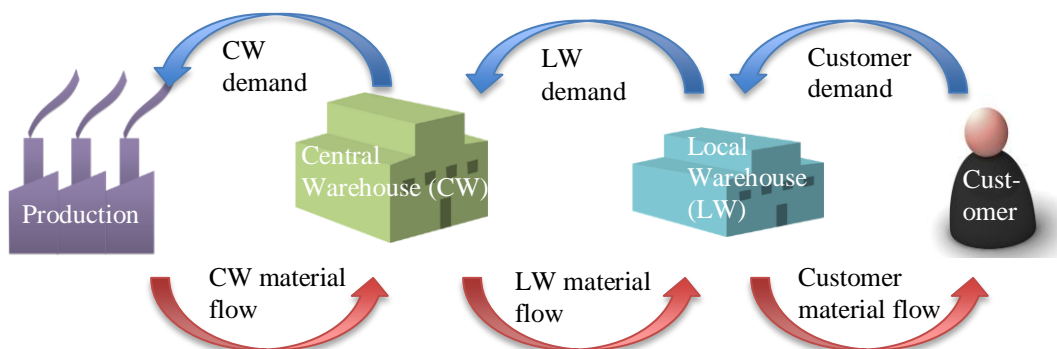 CW
demand
LW
demand
Customer
demand
Production
Central
Warehouse (CW)
Local
Warehouse
(LW)
Cust-
omer
CW material
flow
LW material
flow
Customer
material flow